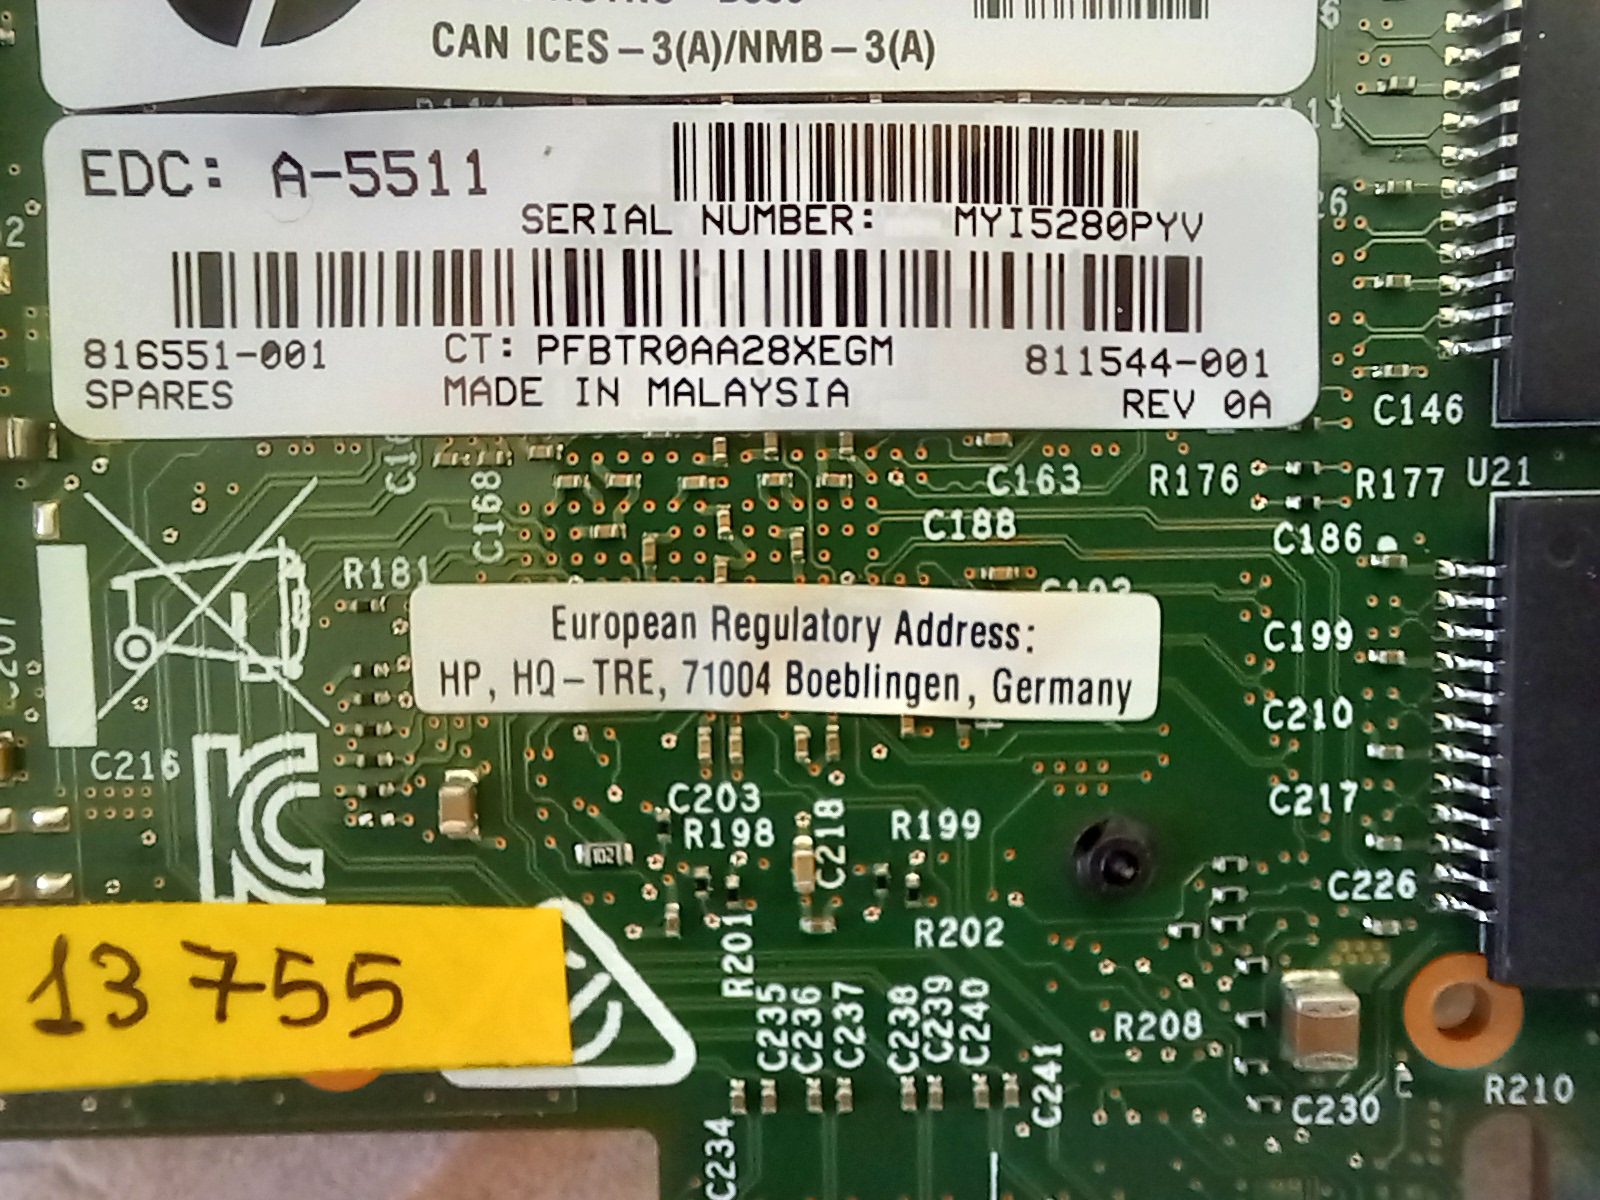 CAN ICES-3(A)/NMB-3(A)
EDC: A-5511
SERIAL NUMBER: MYI5280PYV
816551-001 CT: PFBTR0AA28XEGM 811544-001
SPARES MADE IN MALAYSIA REV 0A
C146
C168
C163
R176
R177
U21
C188
C186
R181
European Regulatory Address:
HP, HQ-TRE, 71004 Boeblingen, Germany
C199
C210
C216
C203
R198
C218
R199
C217
C226
R201
R202
13755
C235
C236
C237
C238
C239
C240
C241
R208
C234
C230
R210
102